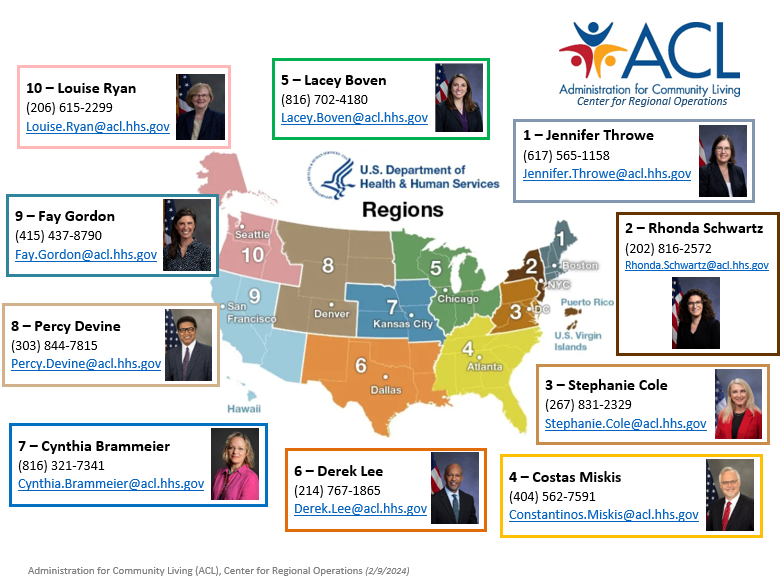 ACL
Administration for Community Living
Center for Regional Operations
10 – Louise Ryan
(206) 615-2299
Louise.Ryan@acl.hhs.gov
5 – Lacey Boven
(816) 702-4180
Lacey.Boven@acl.hhs.gov
1 – Jennifer Throwe
(617) 565-1158
Jennifer.Throwe@acl.hhs.gov
U.S. Department of
Health & Human Services
Regions
9 – Fay Gordon
(415) 437-8790
Fay.Gordon@acl.hhs.gov
2 – Rhonda Schwartz
(202) 816-2572
Rhonda.Schwartz@acl.hhs.gov
8 – Percy Devine
(303) 844-7815
Percy.Devine@acl.hhs.gov
Seattle
10
9
San
Francisco
8
Denver
7
Kansas City
5
Chicago
6
Dallas
4
Atlanta
3
DC
2
NYC
1
Boston
Puerto Rico
U.S. Virgin
Islands
Hawaii
3 – Stephanie Cole
(267) 831-2329
Stephanie.Cole@acl.hhs.gov
7 – Cynthia Brammeier
(816) 321-7341
Cynthia.Brammeier@acl.hhs.gov
6 – Derek Lee
(214) 767-1865
Derek.Lee@acl.hhs.gov
4 – Costas Miskis
(404) 562-7591
Constantinos.Miskis@acl.hhs.gov
Administration for Community Living (ACL), Center for Regional Operations (2/9/2024)